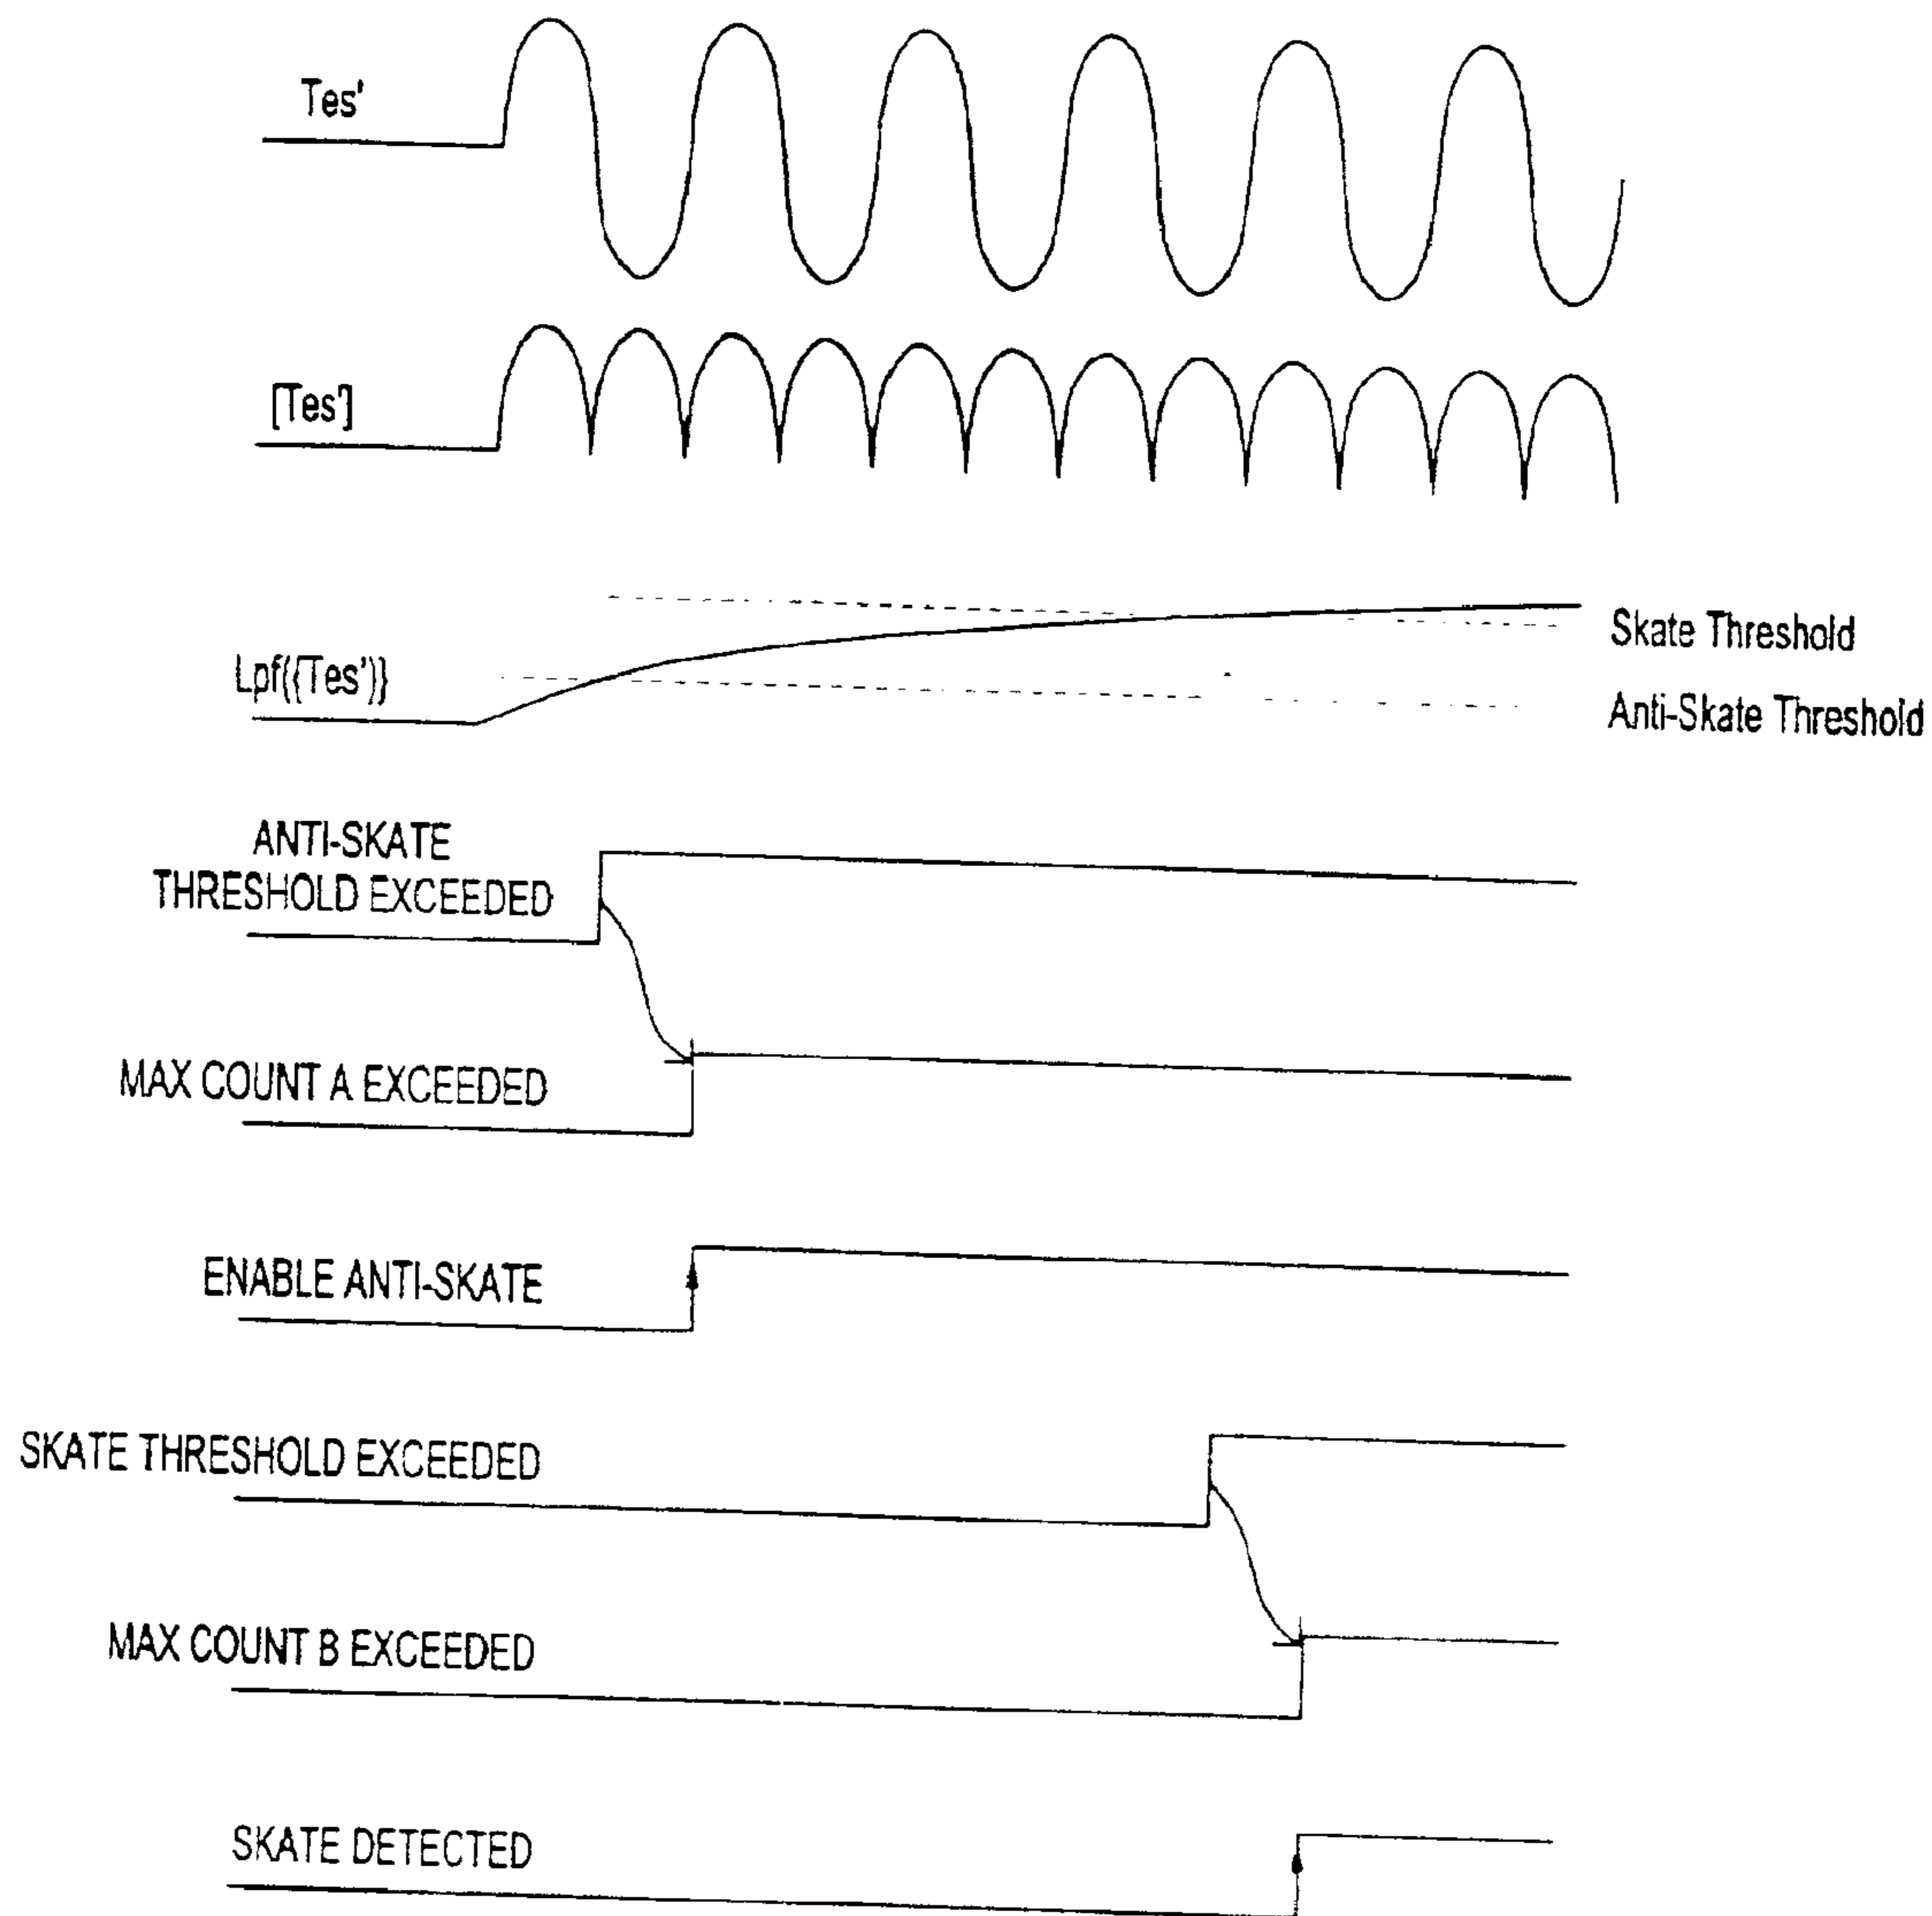 Tes'
[Tes']
Lpf((Tes')}
Skate Threshold
Anti-Skate Threshold
ANTI-SKATE
THRESHOLD EXCEEDED
MAX COUNT A EXCEEDED
ENABLE ANTI-SKATE
SKATE THRESHOLD EXCEEDED
MAX COUNT B EXCEEDED
SKATE DETECTED